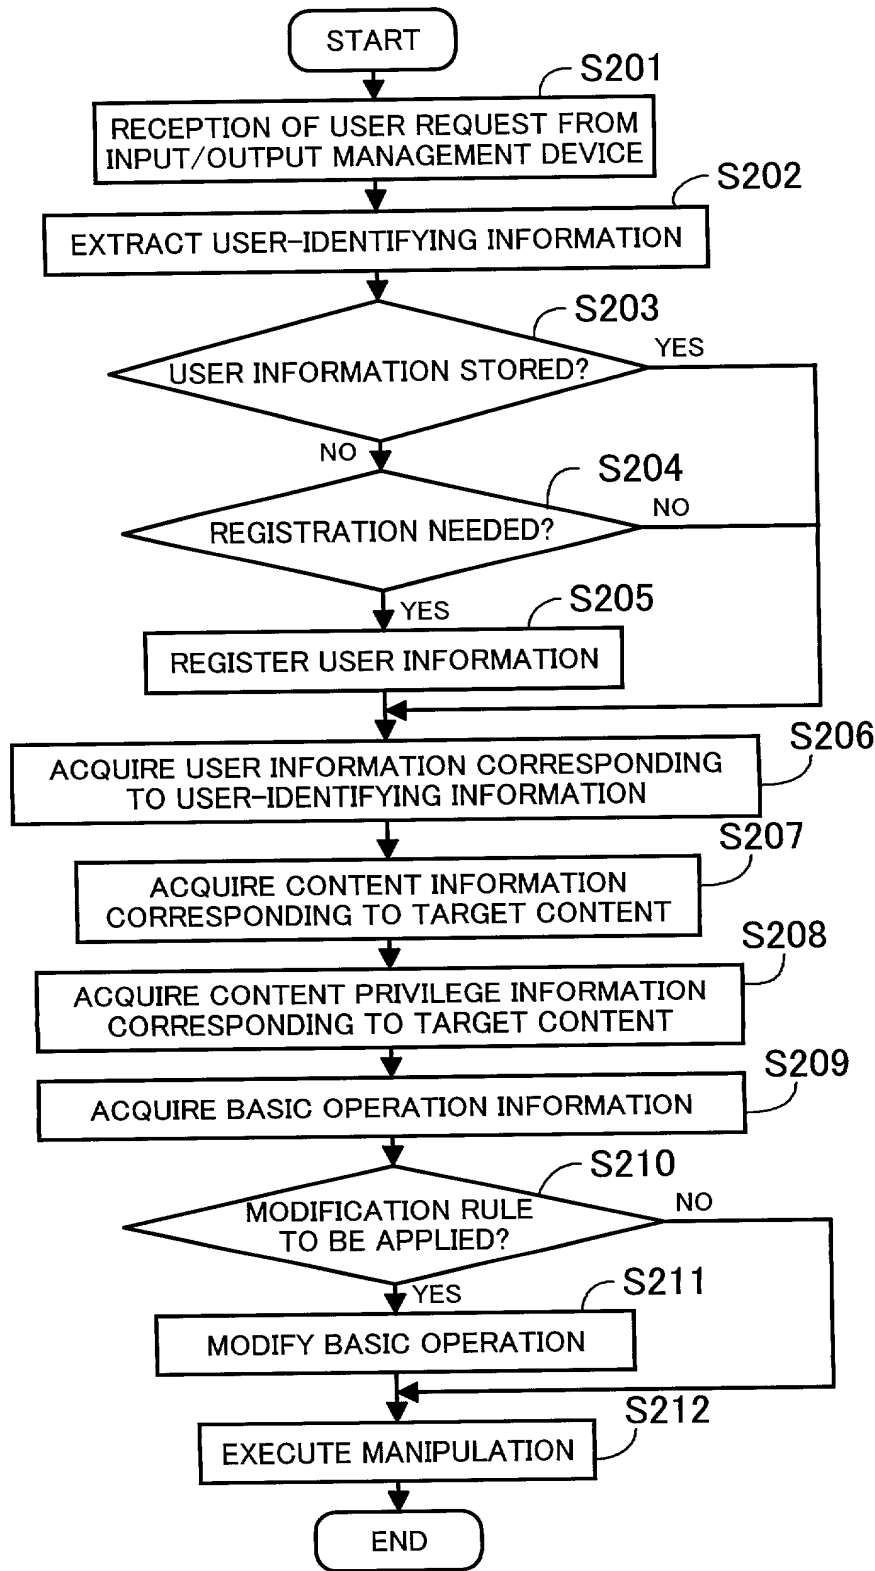 START
S201
RECEPTION OF USER REQUEST FROM
INPUT/OUTPUT MANAGEMENT DEVICE
S202
EXTRACT USER-IDENTIFYING INFORMATION
S203
USER INFORMATION STORED?
YES
NO
S204
REGISTRATION NEEDED?
NO
YES
S205
REGISTER USER INFORMATION
S206
ACQUIRE USER INFORMATION CORRESPONDING
TO USER-IDENTIFYING INFORMATION
S207
ACQUIRE CONTENT INFORMATION
CORRESPONDING TO TARGET CONTENT
S208
ACQUIRE CONTENT PRIVILEGE INFORMATION
CORRESPONDING TO TARGET CONTENT
S209
ACQUIRE BASIC OPERATION INFORMATION
S210
MODIFICATION RULE
TO BE APPLIED?
NO
YES
S211
MODIFY BASIC OPERATION
S212
EXECUTE MANIPULATION
END